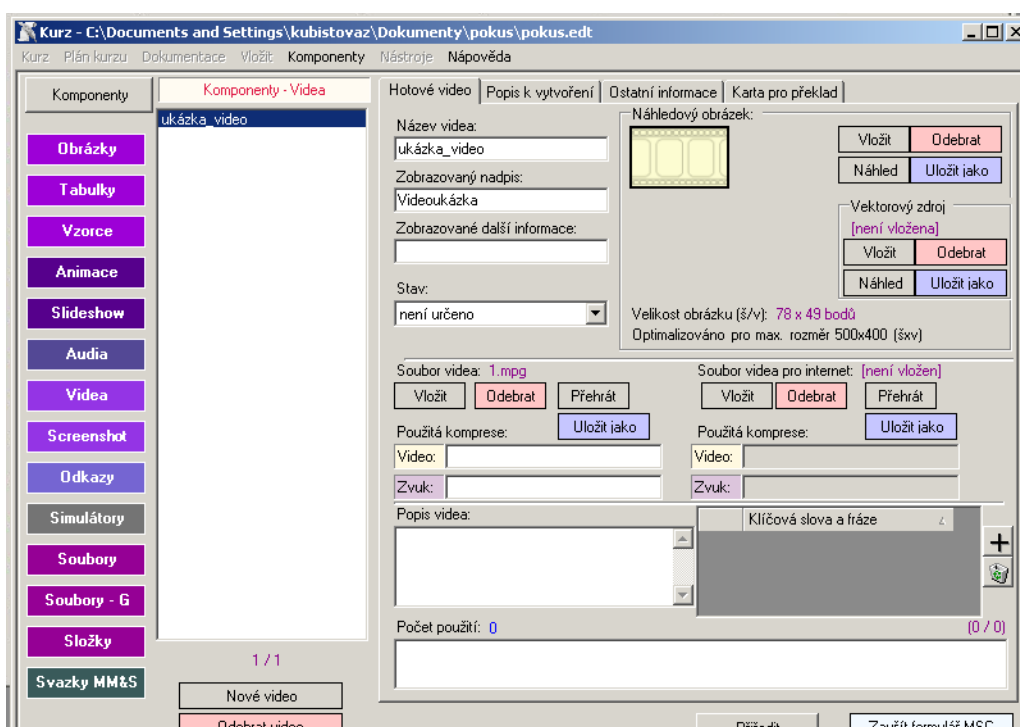 Kurz - C:\Documents and Settings\kubistovaz\Dokumenty\pokus\pokus.edt
Kurz Plán kurzu Dokumentace Vložit Komponenty Nástroje Nápověda
Komponenty
Obrázky
Tabulky
Vzorce
Animace
Slideshow
Audia
Videa
Screenshot
Odkazy
Simulátory
Soubory
Soubory - G
Složky
Svazky MM&S
Komponenty - Videa
ukázka_video
1 / 1
Nové video
Odebrat video
Hotové video Popis k vytvoření Ostatní informace Karta pro překlad
Název videa:
ukázka_video
Zobrazovaný nadpis:
Videoukázka
Zobrazované další informace:
Stav:
není určeno
Náhledový obrázek:
Vložit Odebrat
Náhled Uložit jako
Vektorový zdroj
[není vložena]
Vložit Odebrat
Náhled Uložit jako
Velikost obrázku (š/v): 78 x 49 bodů
Optimalizováno pro max. rozměr 500x400 (šxv)
Soubor videa: 1.mpg
Vložit Odebrat Přehrát
Použitá komprese: Uložit jako
Video:
Zvuk:
Soubor videa pro internet: [není vložen]
Vložit Odebrat Přehrát
Použitá komprese: Uložit jako
Video:
Zvuk:
Popis videa:
Klíčová slova a fráze
Počet použití: 0
(0 / 0)
Přiřadit
Zavřít formulář MSC